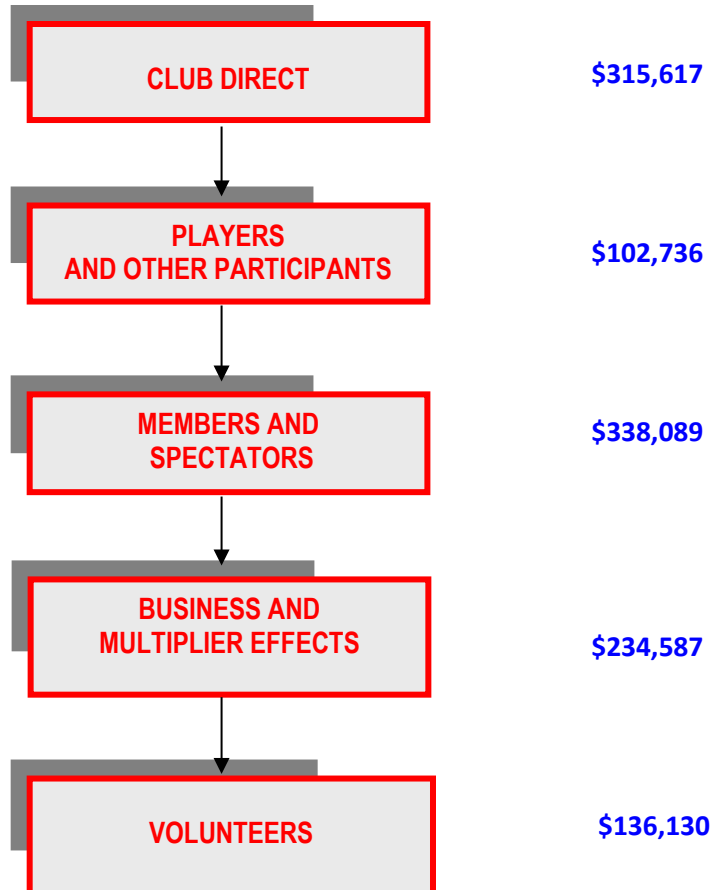 CLUB DIRECT
$315,617
PLAYERS
AND OTHER PARTICIPANTS
$102,736
MEMBERS AND
SPECTATORS
$338,089
BUSINESS AND
MULTIPLIER EFFECTS
$234,587
VOLUNTEERS
$136,130